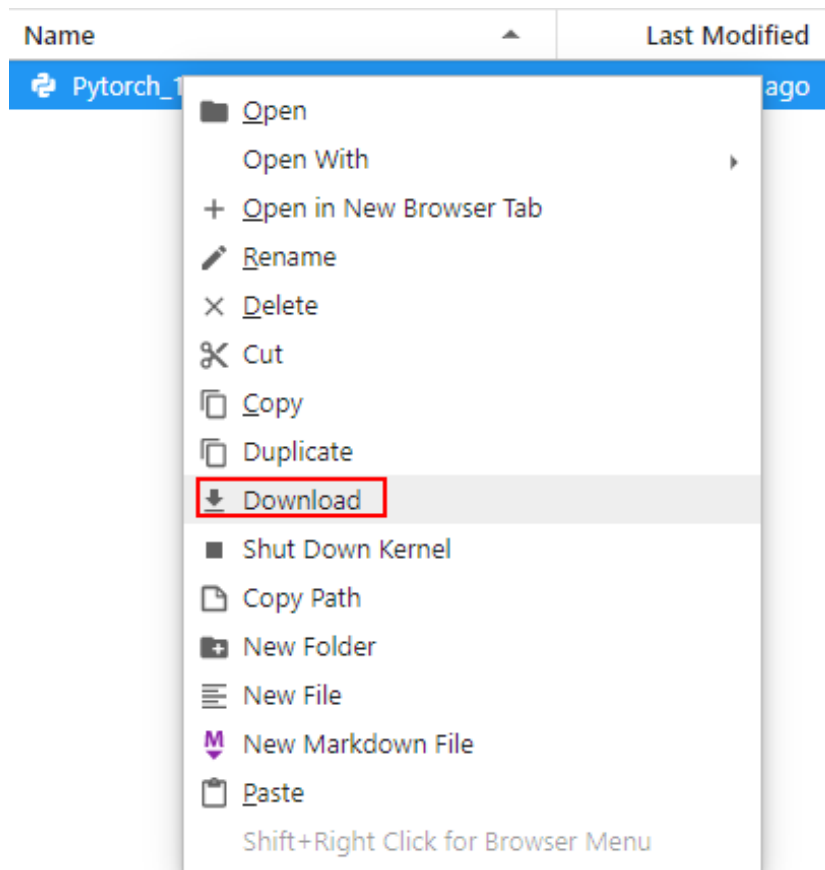 Name Last Modified
Pytorch_1 ago
Open
Open With
Open in New Browser Tab
Rename
Delete
Cut
Copy
Duplicate
Download
Shut Down Kernel
Copy Path
New Folder
New File
New Markdown File
Paste
Shift+Right Click for Browser Menu